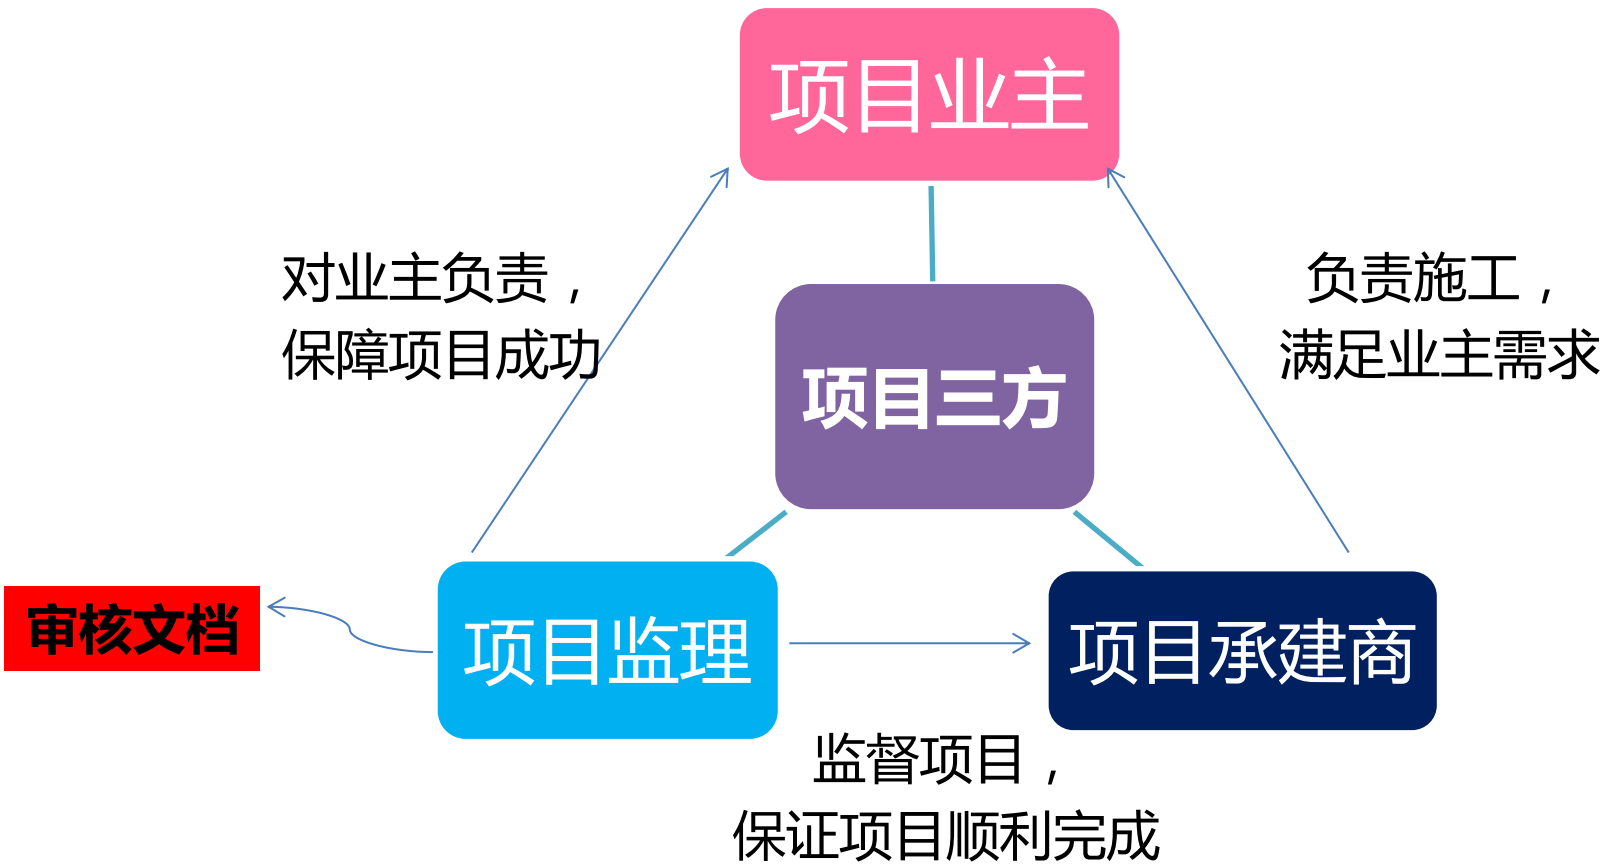 项目业主
对业主负责，
保障项目成功
负责施工，
满足业主需求
项目三方
审核文档
项目监理
项目承建商
监督项目，
保证项目顺利完成